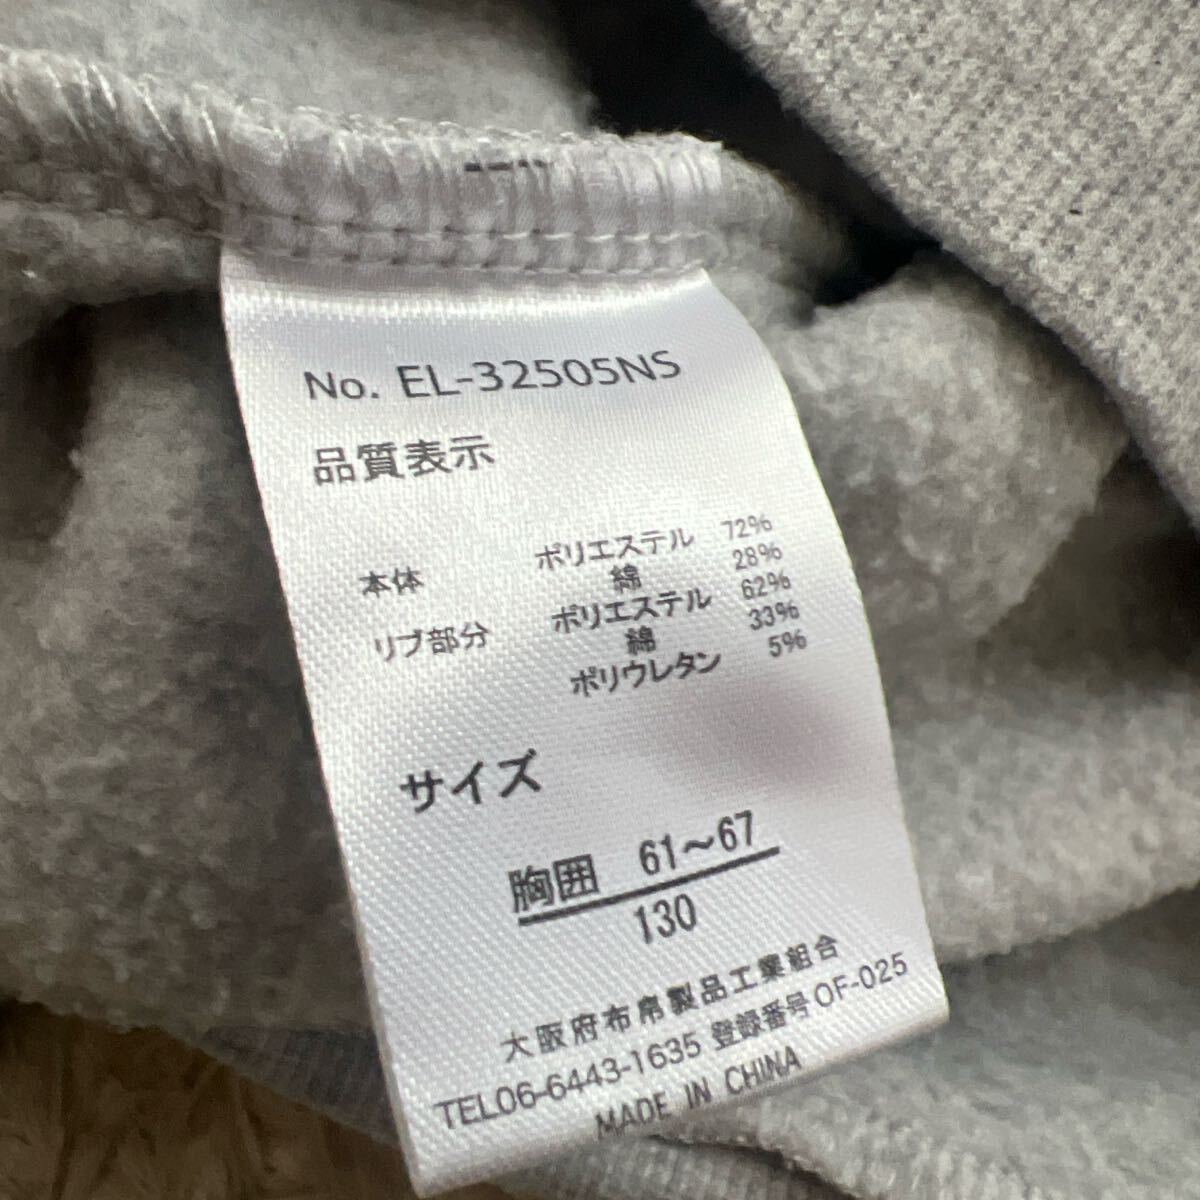 No. EL-32505NS
品質表示
本体 ポリエステル 72%
綿 28%
リブ部分 ポリエステル 62%
綿 33%
ポリウレタン 5%
サイズ
胸囲 61〜67
130
大阪府布帛製品工業組合
TEL06-6443-1635 登録番号OF-025
MADE IN CHINA